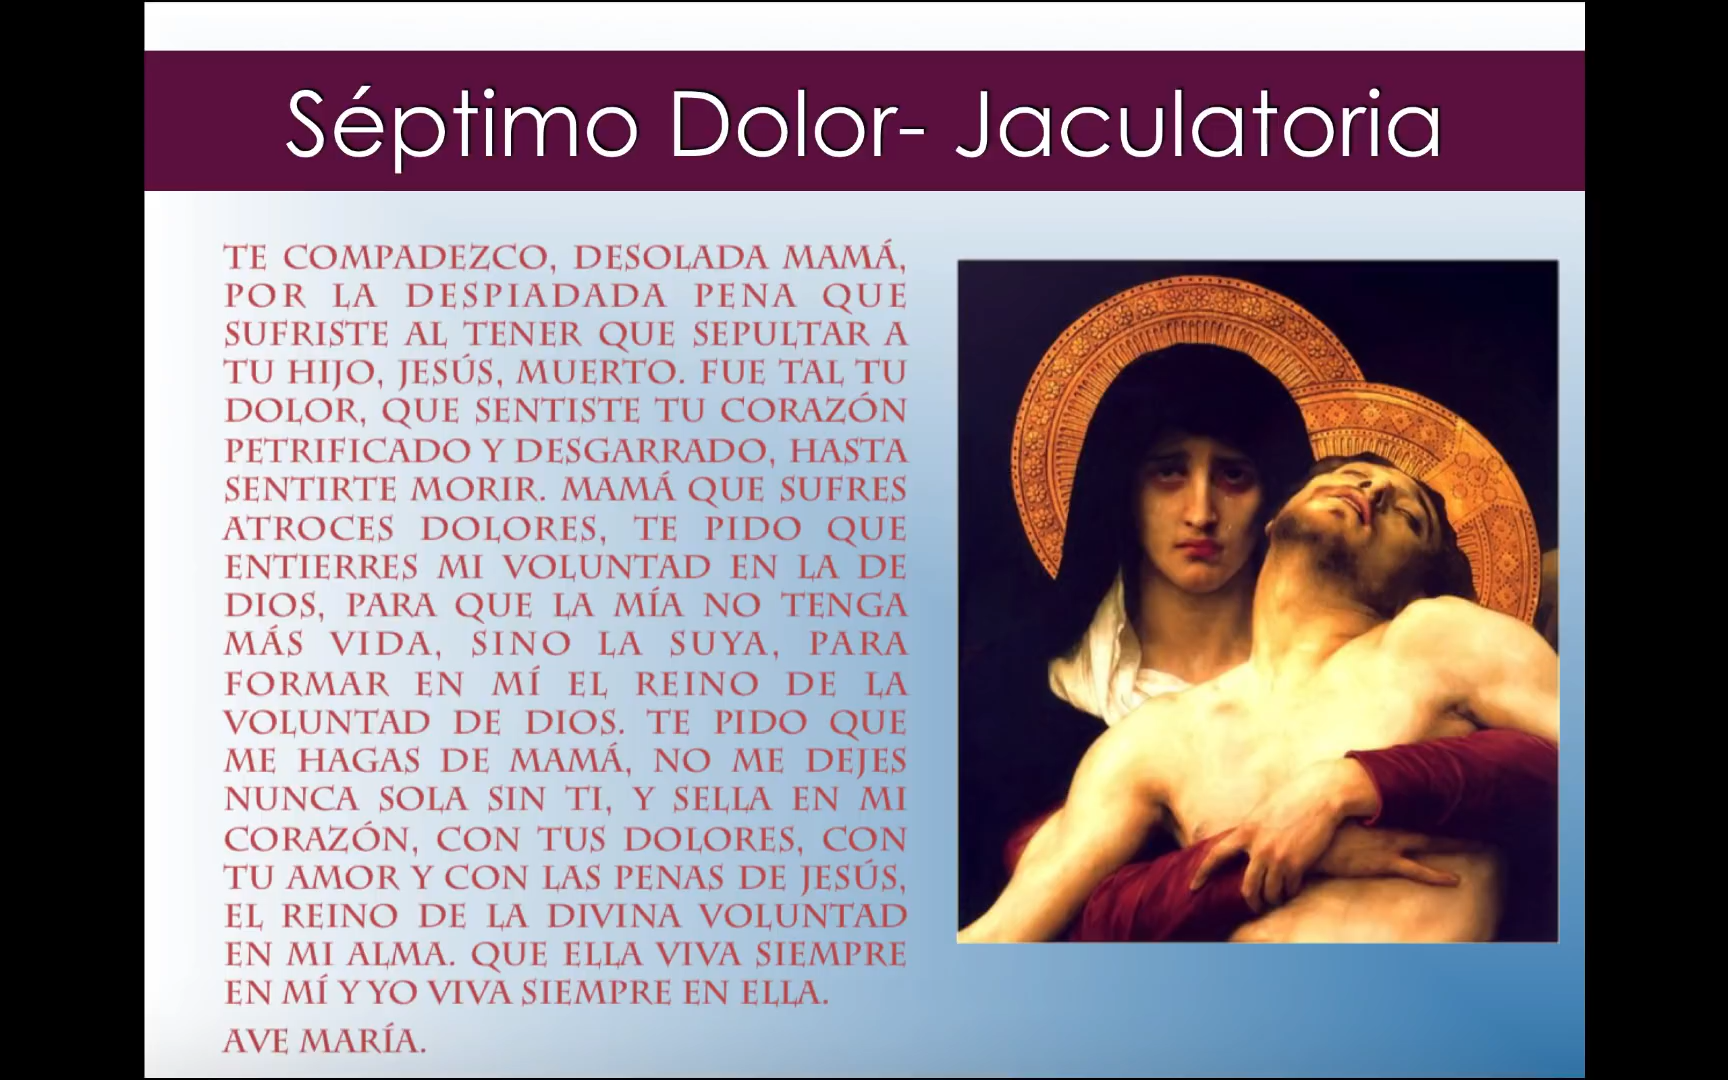 Séptimo Dolor- Jaculatoria
TE COMPADEZCO, DESOLADA MAMÁ,
POR LA DESPIADADA PENA QUE
SUFRISTE AL TENER QUE SEPULTAR A
TU HIJO, JESÚS, MUERTO. FUE TAL TU
DOLOR, QUE SENTISTE TU CORAZÓN
PETRIFICADO Y DESGARRADO, HASTA
SENTIRTE MORIR. MAMÁ QUE SUFRES
ATROCES DOLORES, TE PIDO QUE
ENTIERRES MI VOLUNTAD EN LA DE
DIOS, PARA QUE LA MÍA NO TENGA
MÁS VIDA, SINO LA SUYA, PARA
FORMAR EN MÍ EL REINO DE LA
VOLUNTAD DE DIOS. TE PIDO QUE
ME HAGAS DE MAMÁ, NO ME DEJES
NUNCA SOLA SIN TI, Y SELLA EN MI
CORAZÓN, CON TUS DOLORES, CON
TU AMOR Y CON LAS PENAS DE JESÚS,
EL REINO DE LA DIVINA VOLUNTAD
EN MI ALMA. QUE ELLA VIVA SIEMPRE
EN MÍ Y YO VIVA SIEMPRE EN ELLA.
AVE MARÍA.